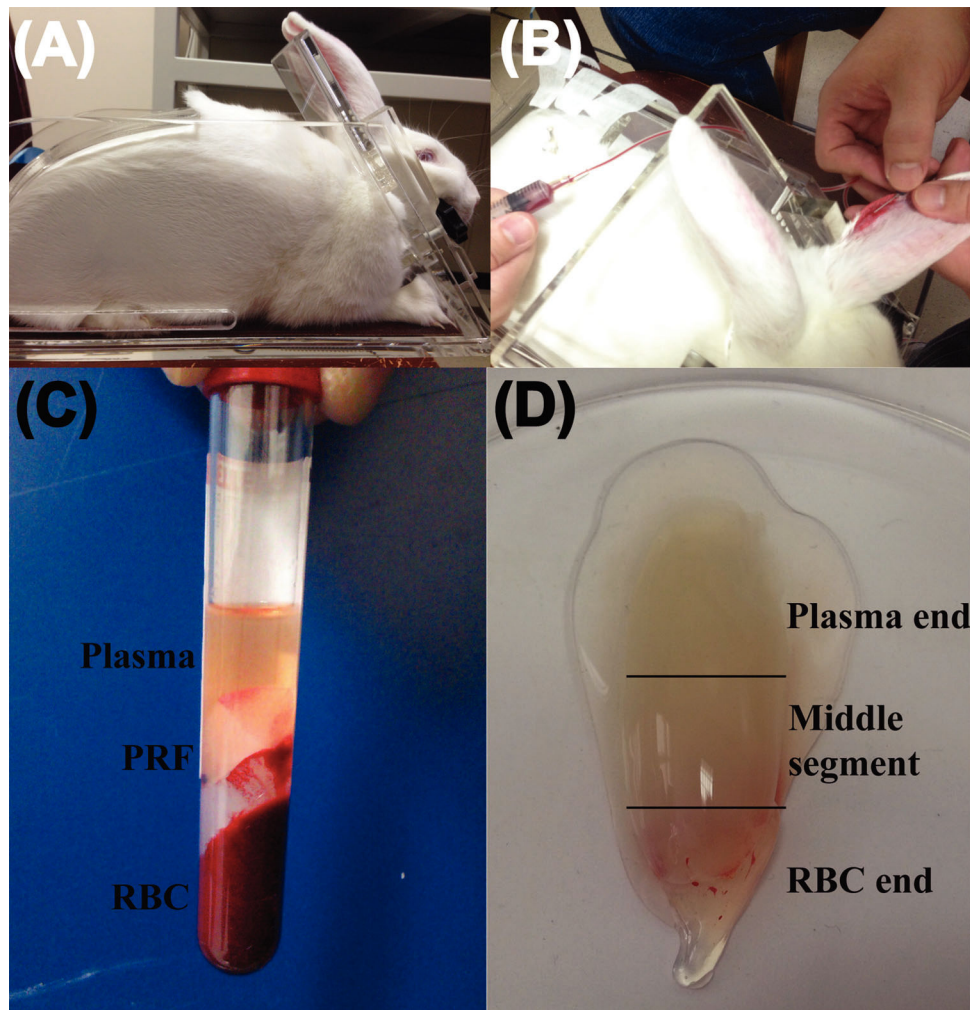 (A)
(B)
(C)
Plasma
PRF
RBC
(D)
Plasma end
Middle
segment
RBC end